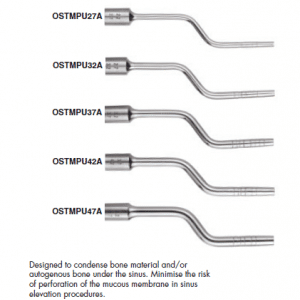 OSTMPU27A
OSTMPU32A
OSTMPU37A
OSTMPU42A
OSTMPU47A
Designed to condense bone material and/or
autogenous bone under the sinus. Minimise the risk
of perforation of the mucous membrane in sinus
elevation procedures.